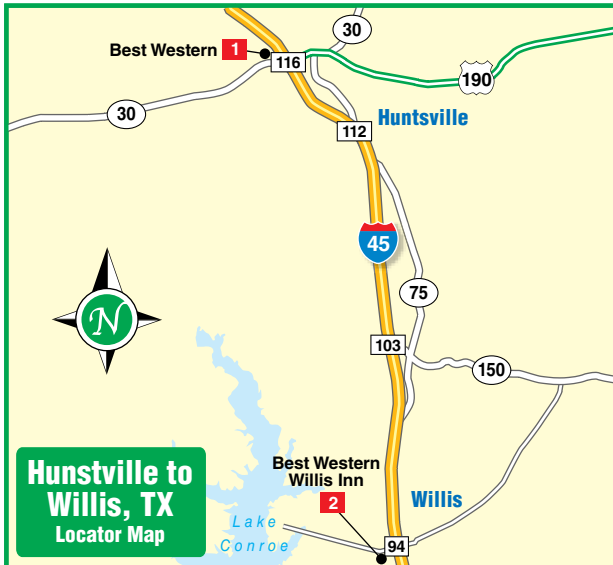 30
Best Western 1
116
190
30
Huntsville
112
45
N
75
103
150
Hunstville to
Willis, TX
Locator Map
Best Western
Willis Inn
2
Willis
Lake
Conroe
94